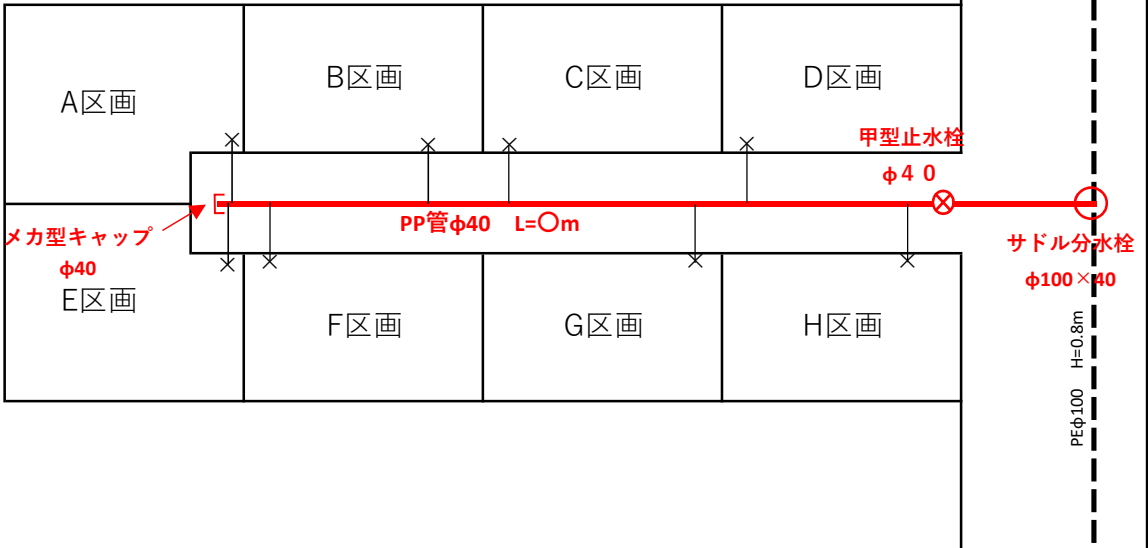 A区画
B区画
C区画
D区画
甲型止水栓
φ４０
PP管φ40 L=〇m
メカ型キャップ
φ40
サドル分水栓
φ100×40
E区画
F区画
G区画
H区画
PEφ100 H=0.8m